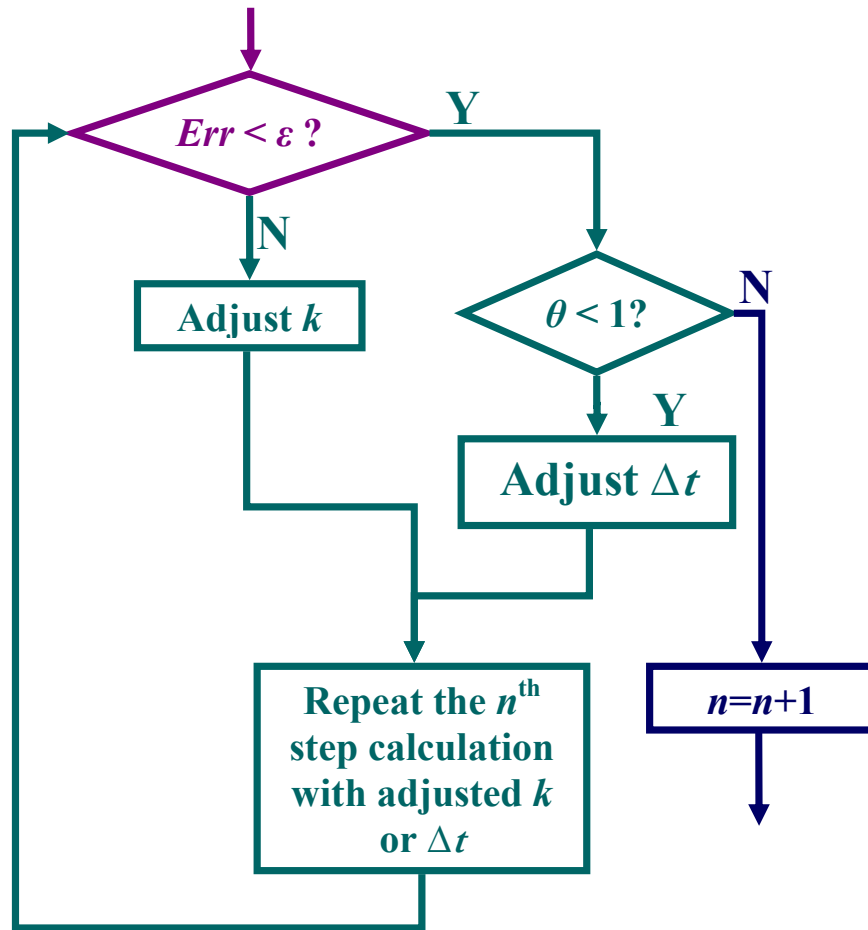 Err < ε ?
Y
N
Adjust k
θ < 1?
N
Y
Adjust Δt
Repeat the nth
step calculation
with adjusted k
or Δt
n=n+1